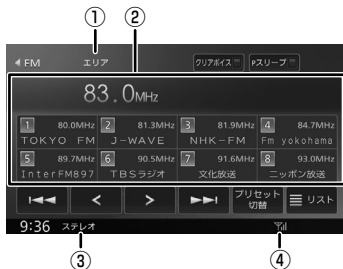 ① ②
FM エリア クリアボイス Pスリープ
83.0MHz
1 80.0MHz 2 81.3MHz 3 81.9MHz 4 84.7MHz
TOKYO FM J-WAVE NHK-FM Fm yokohama
5 89.7MHz 6 90.5MHz 7 91.6MHz 8 93.0MHz
InterFM897 TBSラジオ 文化放送 ニッポン放送
プリセット切替 リスト
9:36 ステレオ
③ ④